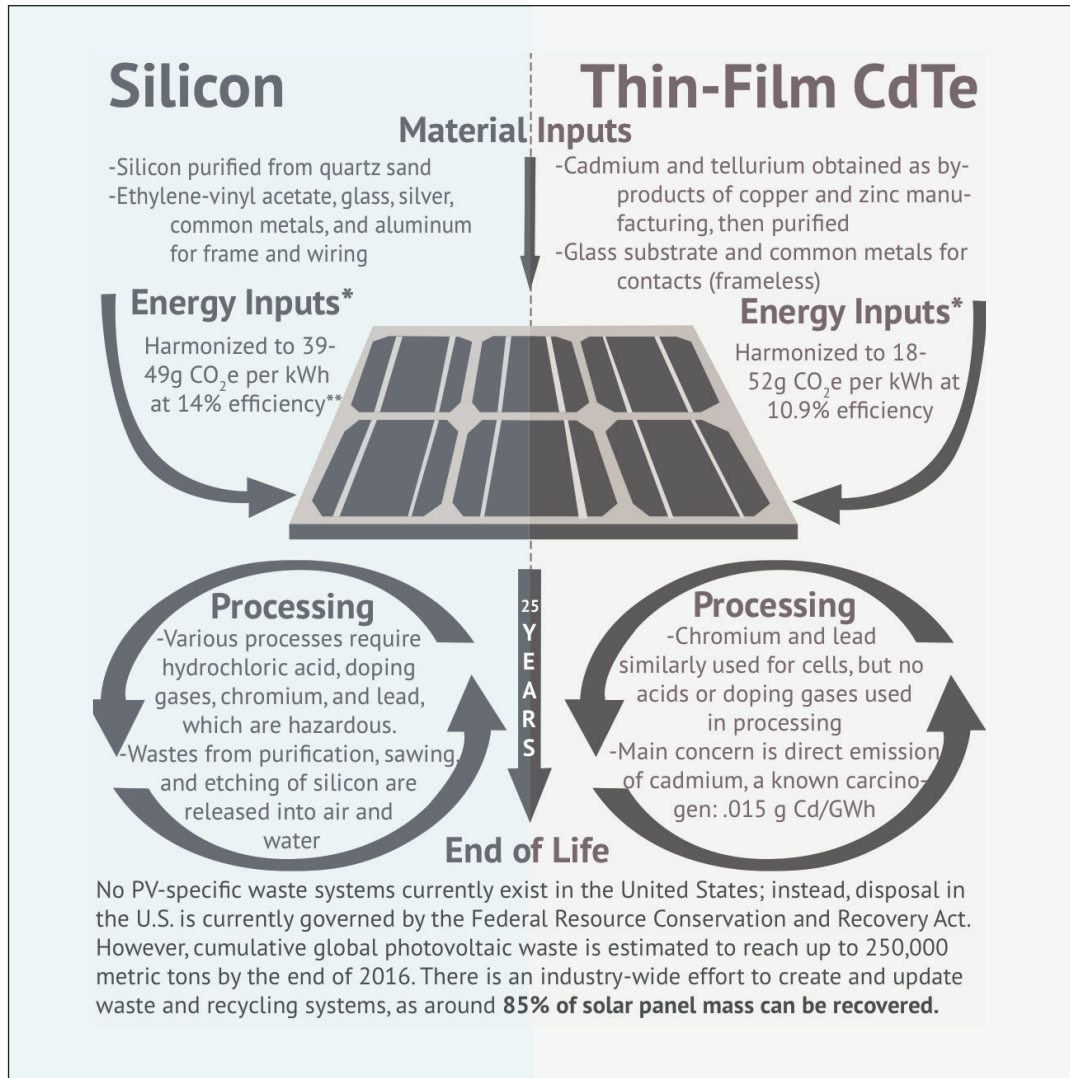 Silicon
Thin-Film CdTe
Material Inputs
-Silicon purified from quartz sand
-Ethylene-vinyl acetate, glass, silver,
common metals, and aluminum
for frame and wiring
-Cadmium and tellurium obtained as by-
products of copper and zinc manu-
facturing, then purified
-Glass substrate and common metals for
contacts (frameless)
Energy Inputs*
Harmonized to 39-
49g CO₂e per kWh
at 14% efficiency**
Energy Inputs*
Harmonized to 18-
52g CO₂e per kWh at
10.9% efficiency
Processing
-Various processes require
hydrochloric acid, doping
gases, chromium, and lead,
which are hazardous.
-Wastes from purification, sawing,
and etching of silicon are
released into air and
water
25
YEARS
Processing
-Chromium and lead
similarly used for cells, but no
acids or doping gases used
in processing
-Main concern is direct emission
of cadmium, a known carcino-
gen: .015 g Cd/GWh
End of Life
No PV-specific waste systems currently exist in the United States; instead, disposal in
the U.S. is currently governed by the Federal Resource Conservation and Recovery Act.
However, cumulative global photovoltaic waste is estimated to reach up to 250,000
metric tons by the end of 2016. There is an industry-wide effort to create and update
waste and recycling systems, as around 85% of solar panel mass can be recovered.